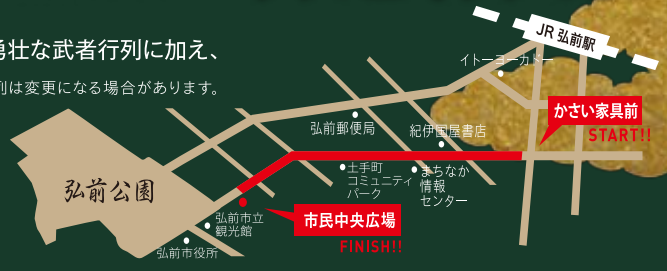 勇壮な武者行列に加え、
列は変更になる場合があります。
JR 弘前駅
イトーヨーカドー
かさい家具前
START!!
弘前郵便局
紀伊国屋書店
土手町
コミュニティ
パーク
まちなか
情報
センター
弘前公園
弘前市立
観光館
市民中央広場
FINISH!!
弘前市役所